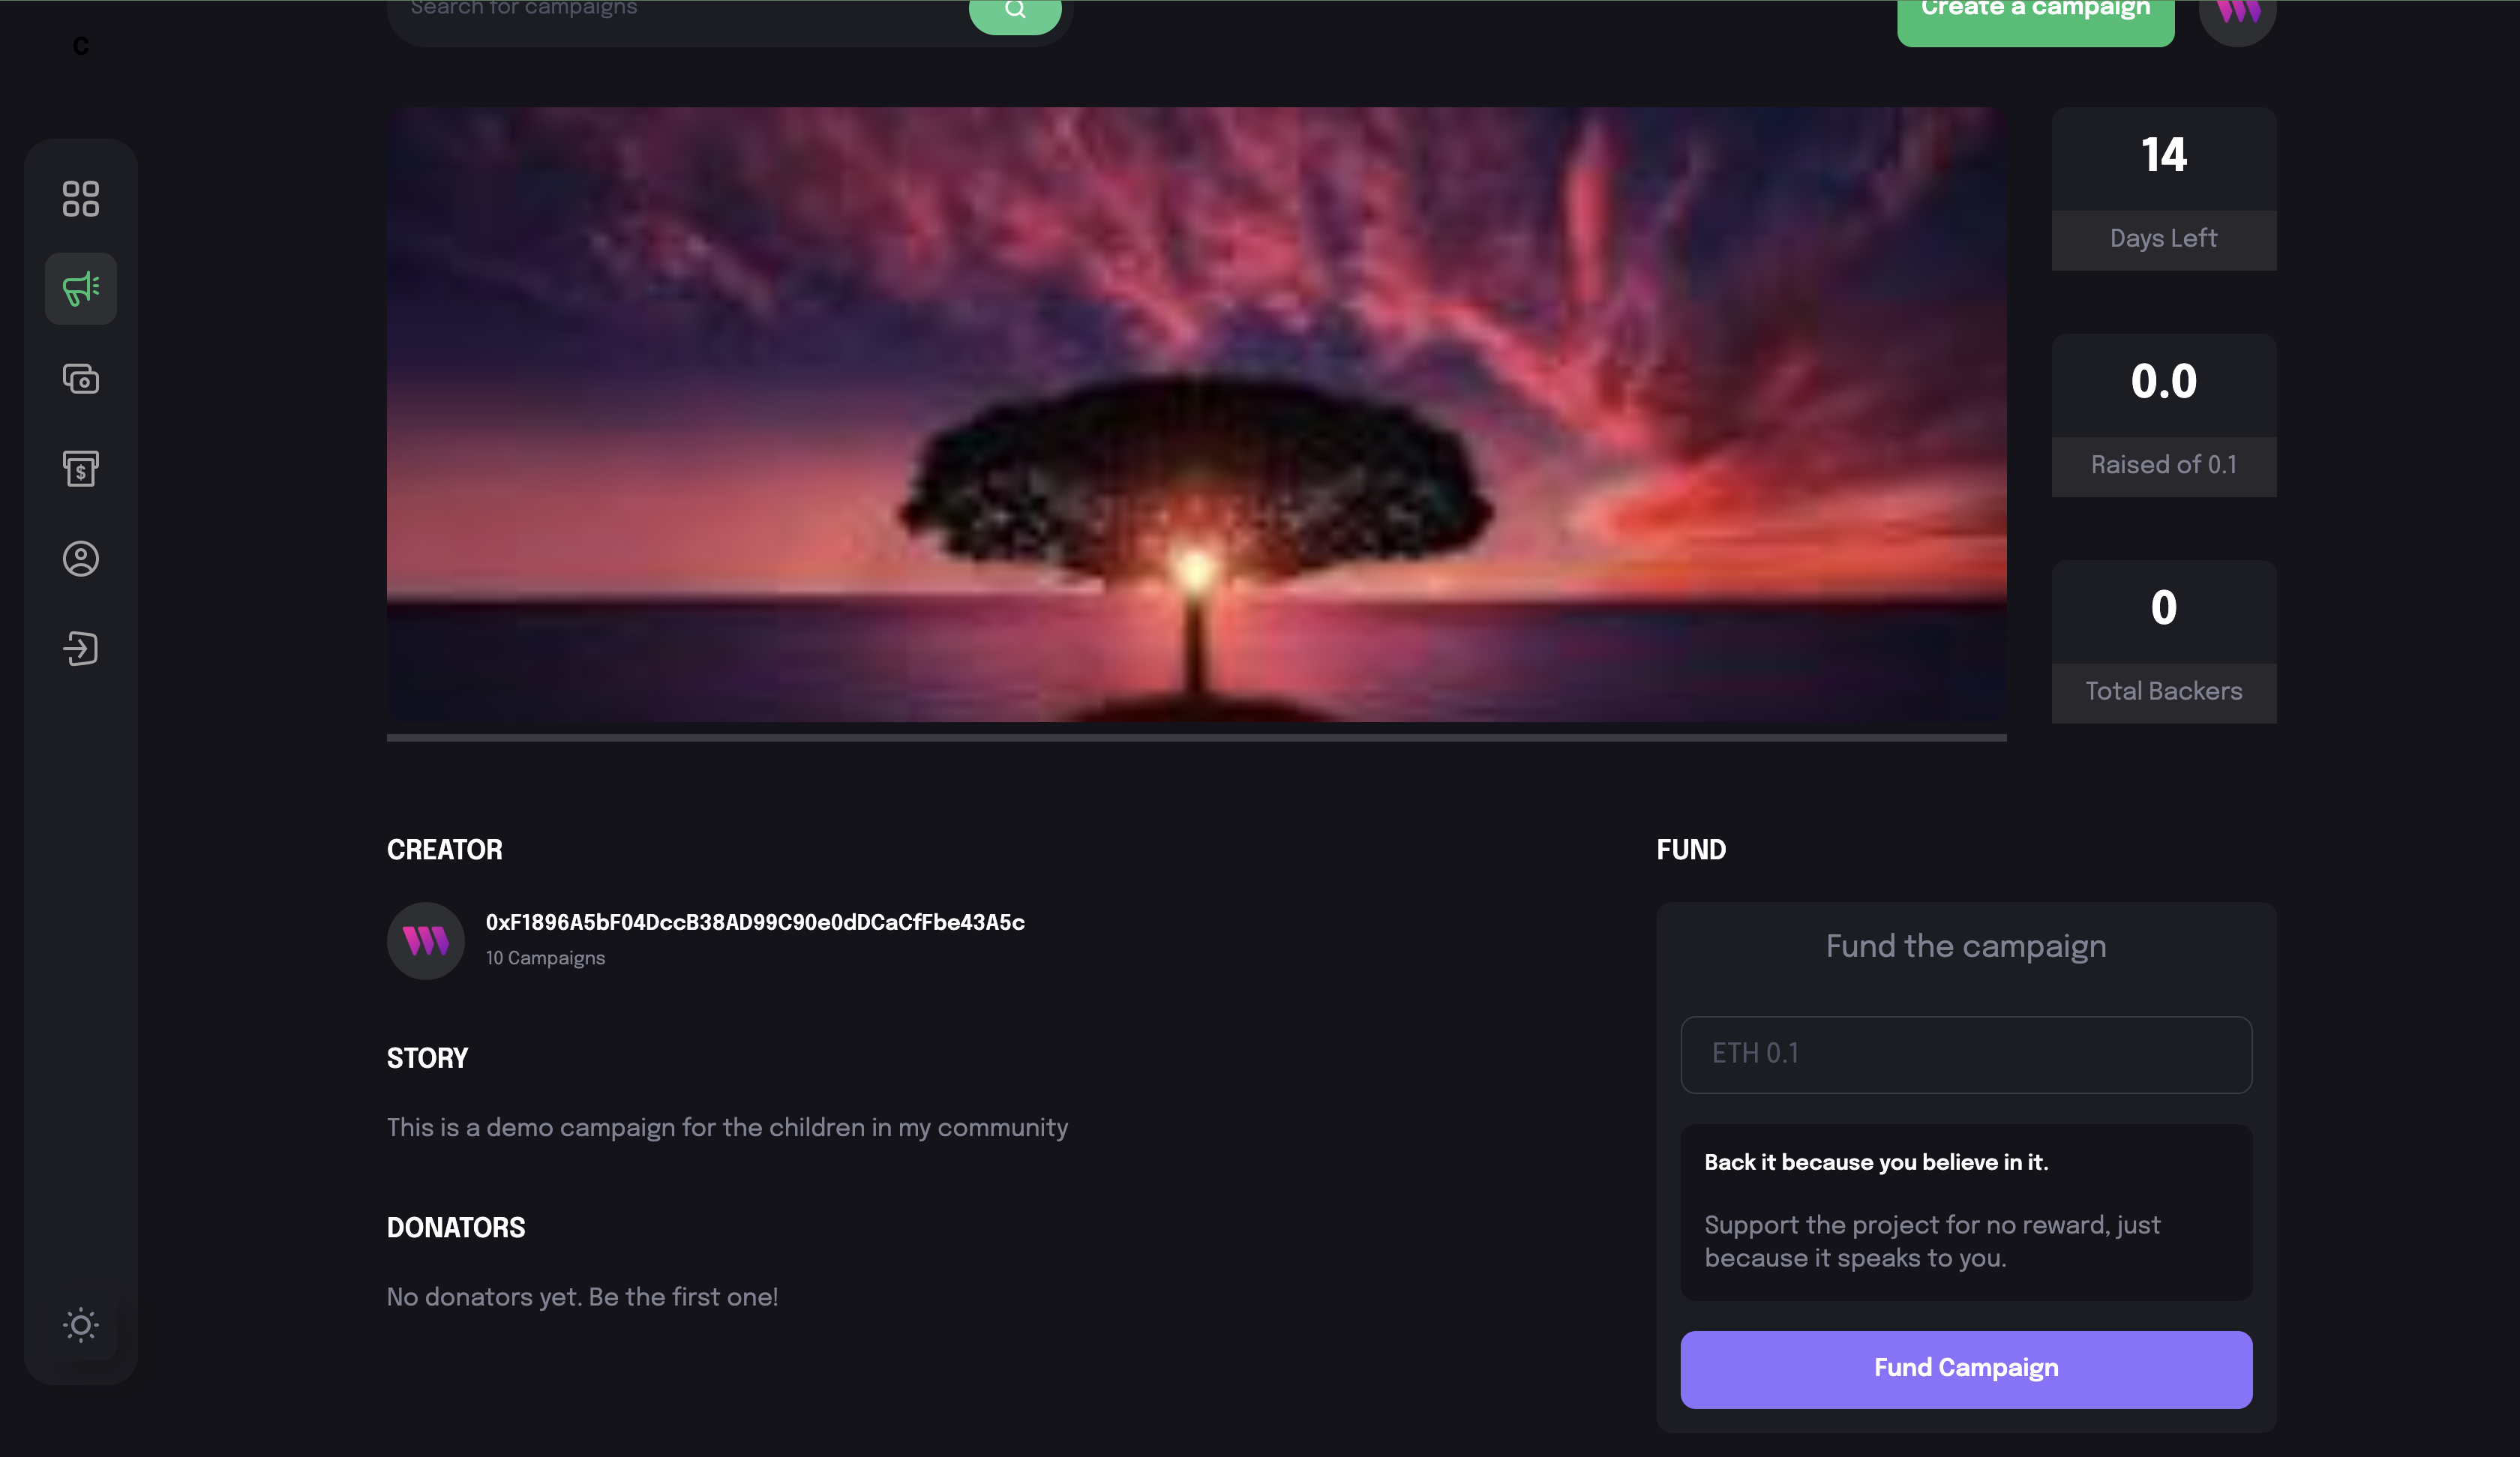 Search for campaigns
Create a campaign
C
14
Days Left
0.0
Raised of 0.1
0
Total Backers
CREATOR
0xF1896A5bF04DccB38AD99C90e0dDCaCfFbe43A5c
10 Campaigns
STORY
This is a demo campaign for the children in my community
DONATORS
No donators yet. Be the first one!
FUND
Fund the campaign
ETH 0.1
Back it because you believe in it.
Support the project for no reward, just
because it speaks to you.
Fund Campaign